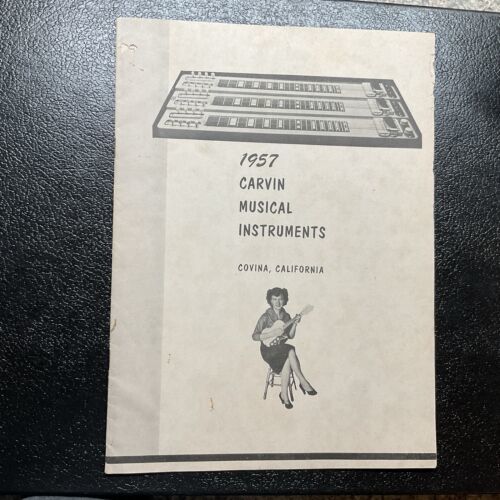 1957
CARVIN
MUSICAL
INSTRUMENTS
COVINA, CALIFORNIA